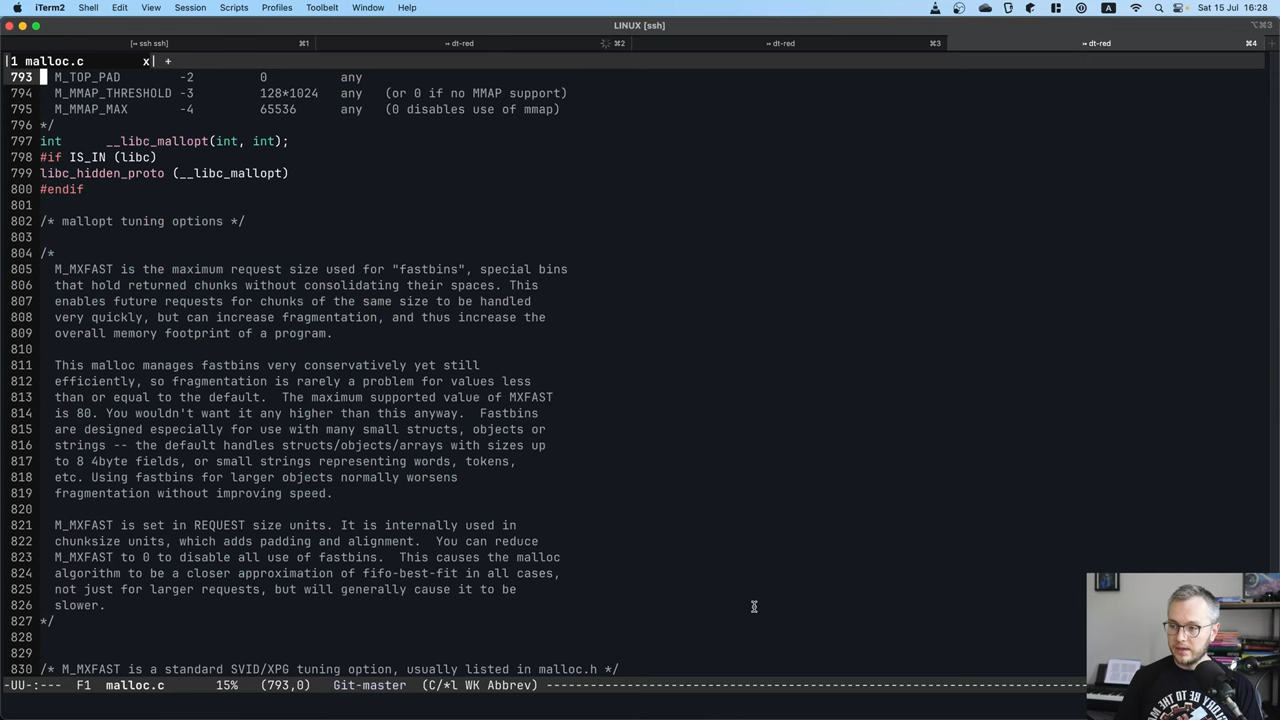 iTerm2 Shell Edit View Session Scripts Profiles Toolbelt Window Help A Sat 15 Jul 16:28
LINUX [ssh] ⌥⌘3
[↔ ssh ssh] ⌘1 ↔ dt-red ⌘2 ↔ dt-red ⌘3 ↔ dt-red ⌘4
|1 malloc.c x| +
793 M_TOP_PAD -2 0 any
794 M_MMAP_THRESHOLD -3 128*1024 any (or 0 if no MMAP support)
795 M_MMAP_MAX -4 65536 any (0 disables use of mmap)
796 */
797 int __libc_mallopt(int, int);
798 #if IS_IN (libc)
799 libc_hidden_proto (__libc_mallopt)
800 #endif
801
802 /* mallopt tuning options */
803
804 /*
805 M_MXFAST is the maximum request size used for "fastbins", special bins
806 that hold returned chunks without consolidating their spaces. This
807 enables future requests for chunks of the same size to be handled
808 very quickly, but can increase fragmentation, and thus increase the
809 overall memory footprint of a program.
810
811 This malloc manages fastbins very conservatively yet still
812 efficiently, so fragmentation is rarely a problem for values less
813 than or equal to the default.  The maximum supported value of MXFAST
814 is 80. You wouldn't want it any higher than this anyway.  Fastbins
815 are designed especially for use with many small structs, objects or
816 strings -- the default handles structs/objects/arrays with sizes up
817 to 8 4byte fields, or small strings representing words, tokens,
818 etc. Using fastbins for larger objects normally worsens
819 fragmentation without improving speed.
820
821 M_MXFAST is set in REQUEST size units. It is internally used in
822 chunksize units, which adds padding and alignment.  You can reduce
823 M_MXFAST to 0 to disable all use of fastbins.  This causes the malloc
824 algorithm to be a closer approximation of fifo-best-fit in all cases,
825 not just for larger requests, but will generally cause it to be
826 slower.
827 */
828
829
830 /* M_MXFAST is a standard SVID/XPG tuning option, usually listed in malloc.h */
-UU-:--- F1 malloc.c 15% (793,0) Git-master (C/*l WK Abbrev) ------------------------------------------------------------------------------